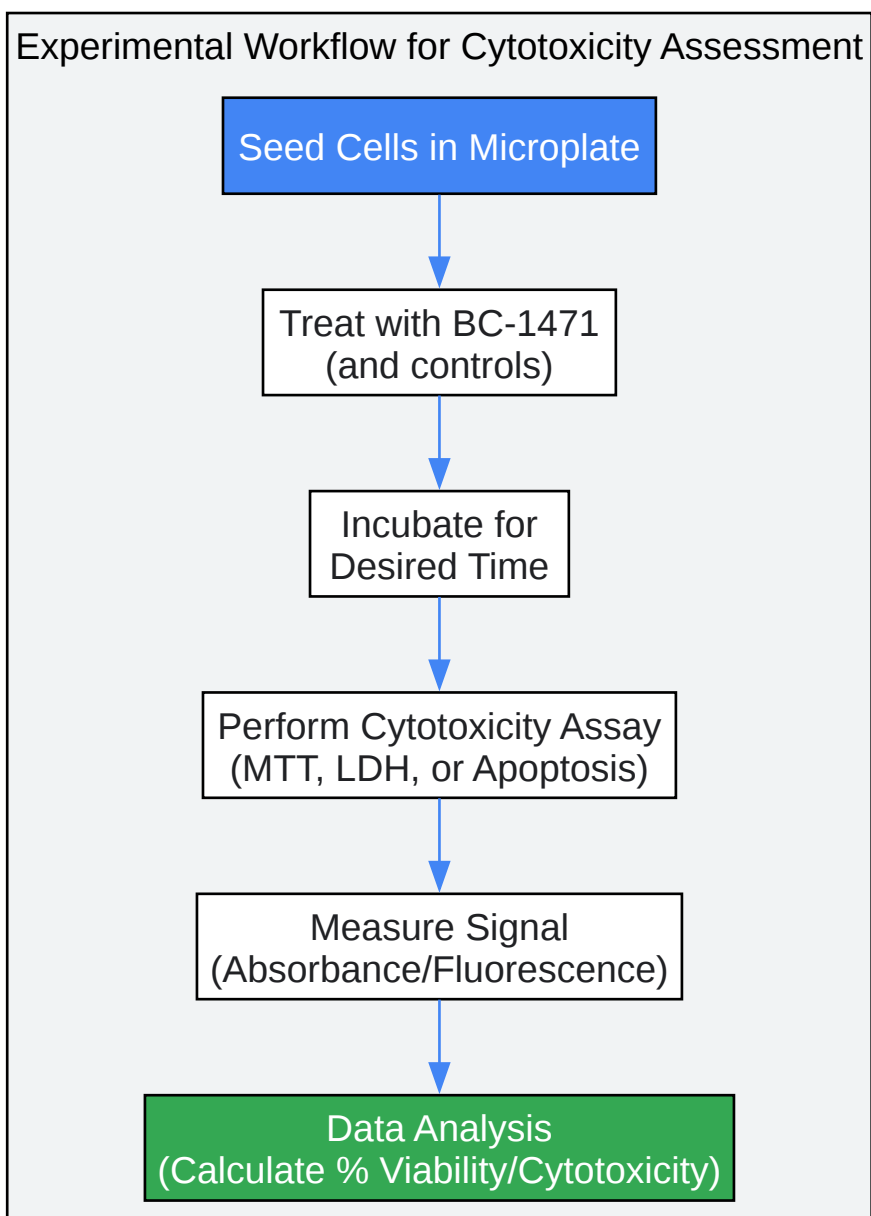 Experimental Workflow for Cytotoxicity Assessment
Seed Cells in Microplate
Treat with BC-1471
(and controls)
Incubate for
Desired Time
Perform Cytotoxicity Assay
(MTT, LDH, or Apoptosis)
Measure Signal
(Absorbance/Fluorescence)
Data Analysis
(Calculate % Viability/Cytotoxicity)